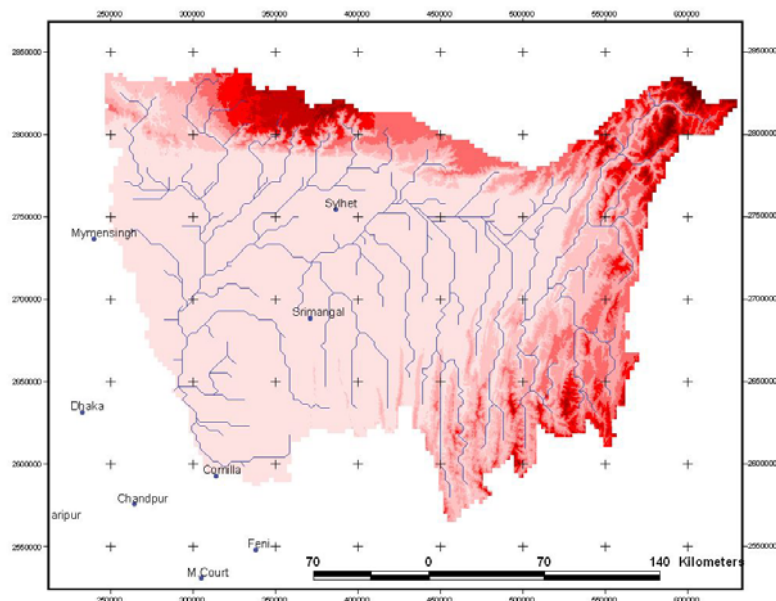 250000 300000 350000 400000 450000 500000 550000 600000
2850000 2850000
2800000 2800000
Sylhet
2750000 2750000
Mymensingh
2700000 2700000
Srimangal
2650000 2650000
Dhaka
2600000 2600000
Comilla
Chandpur
aripur
Feni
2550000 2550000
70 0 70 140 Kilometers
M.Court
250000 300000 350000 400000 450000 500000 550000 600000